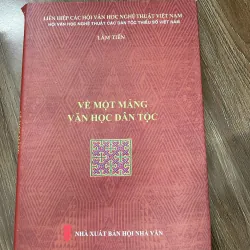 LIÊN HIỆP CÁC HỘI VĂN HỌC NGHỆ THUẬT VIỆT NAM
HỘI VĂN HỌC NGHỆ THUẬT CÁC DÂN TỘC THIỂU SỐ VIỆT NAM
LÂM TIẾN
VỀ MỘT MẢNG
VĂN HỌC DÂN TỘC
NHÀ XUẤT BẢN HỘI NHÀ VĂN